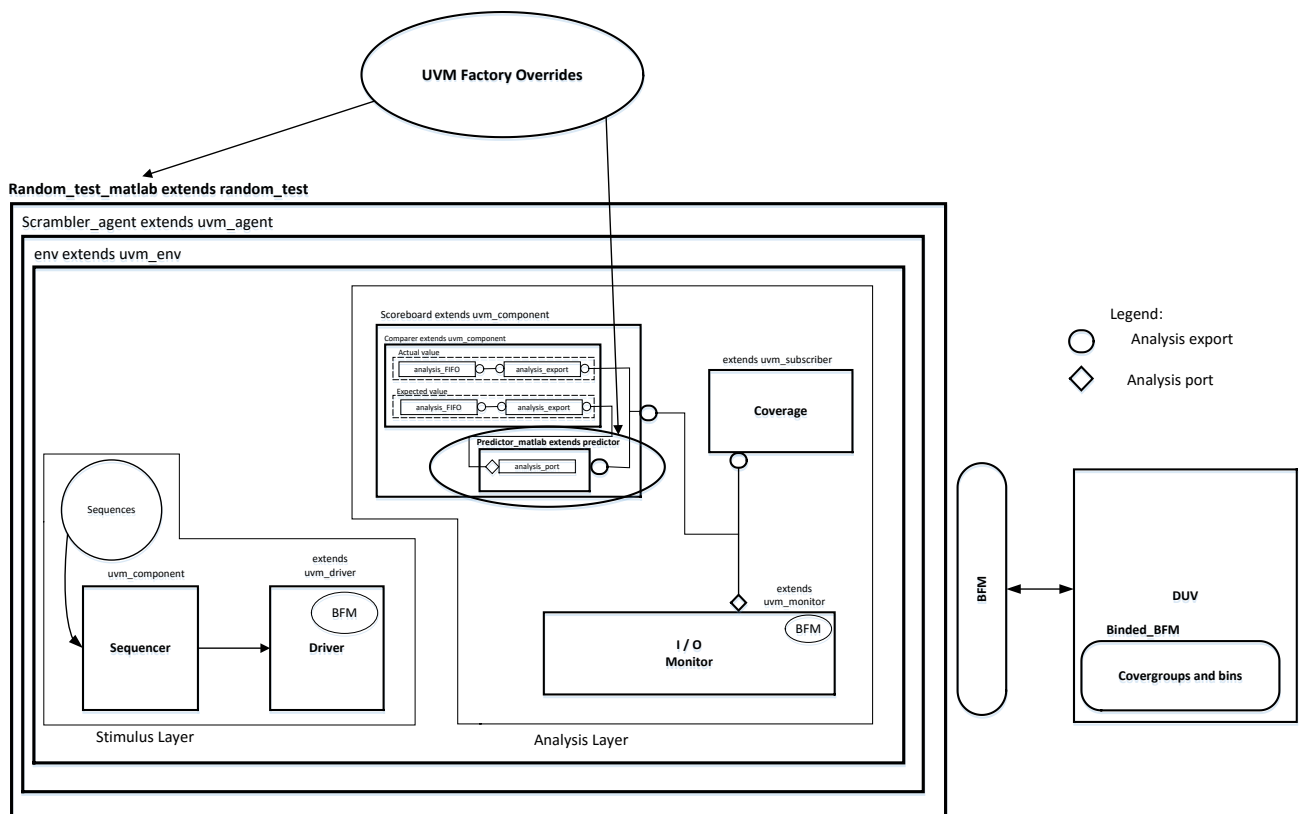 UVM Factory Overrides
Random_test_matlab extends random_test
Scrambler_agent extends uvm_agent
env extends uvm_env
Scoreboard extends uvm_component
Comparer extends uvm_component
Actual value
analysis_FIFO
analysis_export
Expected value
analysis_FIFO
analysis_export
Predictor_matlab extends predictor
analysis_port
extends uvm_subscriber
Coverage
Legend:
Analysis export
Analysis port
Sequences
uvm_component
Sequencer
extends
uvm_driver
BFM
Driver
Stimulus Layer
extends
uvm_monitor
BFM
I / O
Monitor
Analysis Layer
BFM
DUV
Binded_BFM
Covergroups and bins